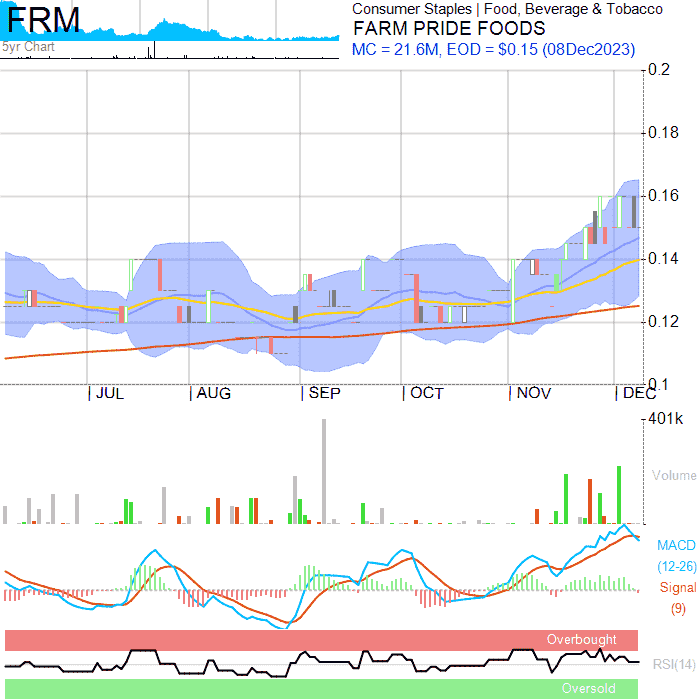 FRM
5yr Chart
Consumer Staples | Food, Beverage & Tobacco
FARM PRIDE FOODS
MC = 21.6M, EOD = $0.15 (08Dec2023)
0.2
0.18
0.16
0.14
0.12
0.1
JUL AUG SEP OCT NOV DEC
401k
Volume
MACD
(12-26)
Signal
(9)
Overbought
RSI(14)
Oversold